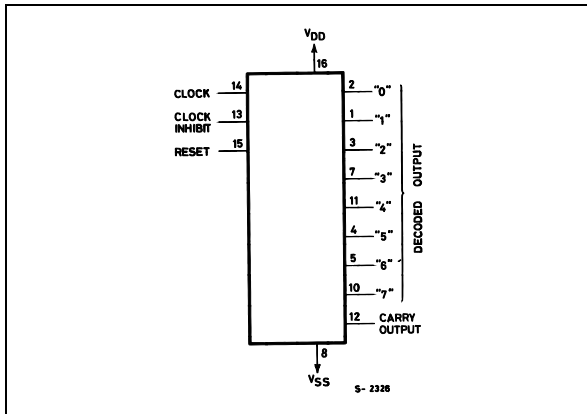 VDD
16
CLOCK 14
CLOCK
INHIBIT 13
RESET 15
2 "0"
1 "1"
3 "2"
7 "3"
11 "4"
4 "5"
5 "6"
10 "7"
DECODED OUTPUT
12 CARRY
OUTPUT
8
VSS
S-2326